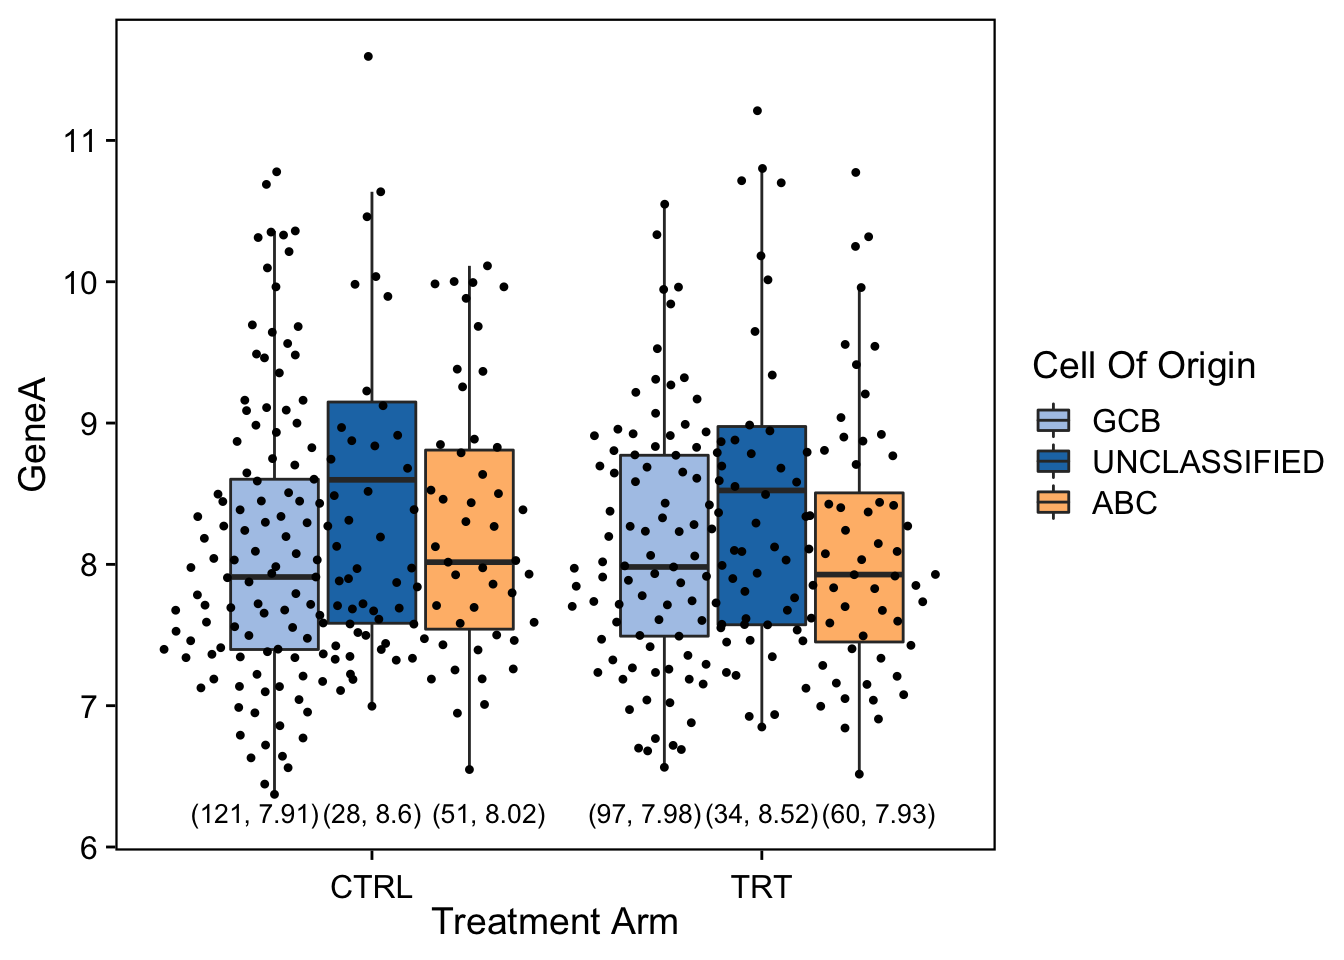 GeneA
11
10
9
8
7
6
(121, 7.91) (28, 8.6) (51, 8.02) (97, 7.98) (34, 8.52) (60, 7.93)
CTRL TRT
Treatment Arm
Cell Of Origin
GCB
UNCLASSIFIED
ABC